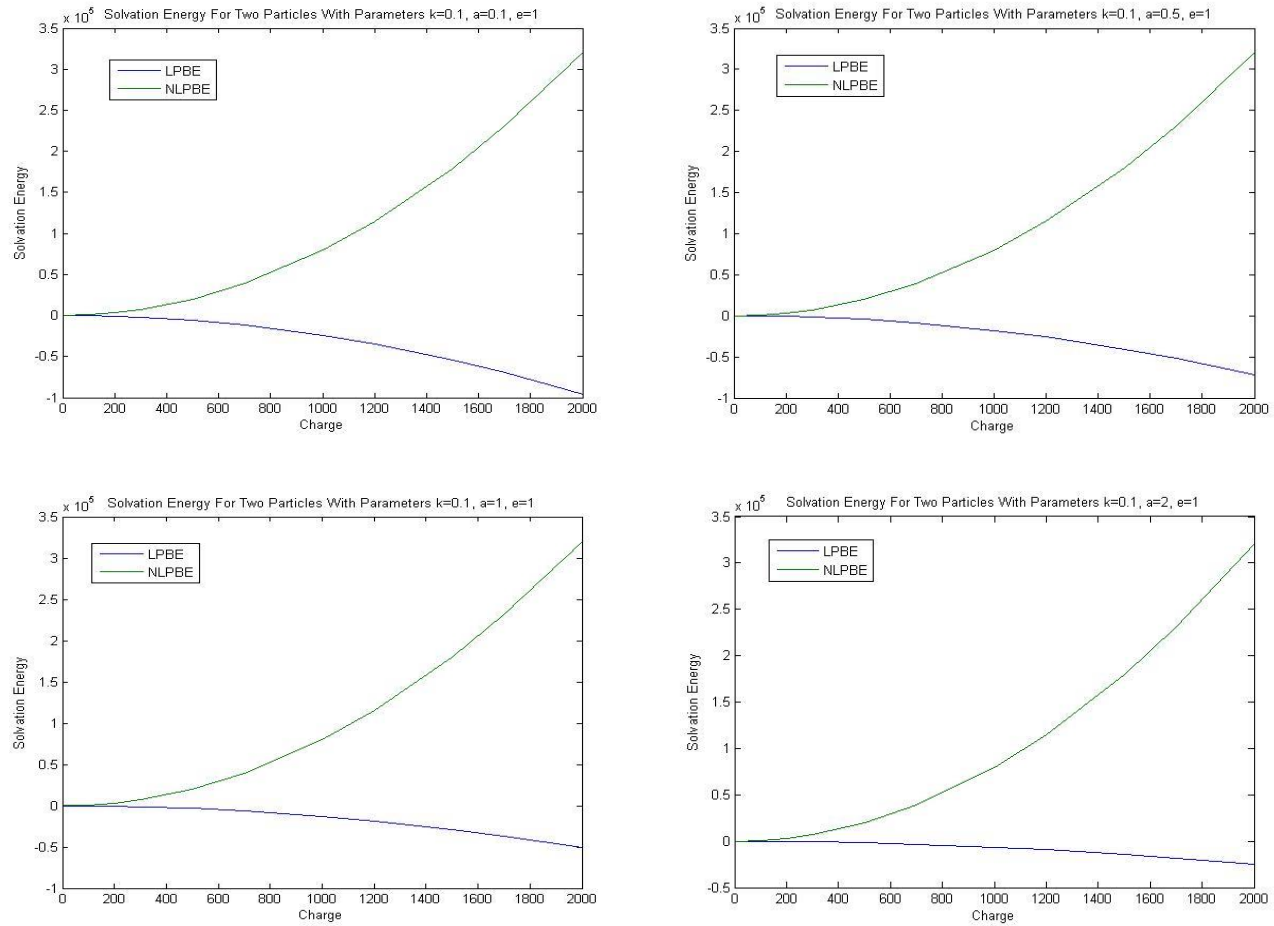 Solvation Energy For Two Particles With Parameters k=0.1, a=0.1, e=1
x 10^5
3.5
3
2.5
2
1.5
1
0.5
0
-0.5
-1
Solvation Energy
LPBE
NLPBE
0 200 400 600 800 1000 1200 1400 1600 1800 2000
Charge
Solvation Energy For Two Particles With Parameters k=0.1, a=0.5, e=1
x 10^5
3.5
3
2.5
2
1.5
1
0.5
0
-0.5
-1
Solvation Energy
LPBE
NLPBE
0 200 400 600 800 1000 1200 1400 1600 1800 2000
Charge
Solvation Energy For Two Particles With Parameters k=0.1, a=1, e=1
x 10^5
3.5
3
2.5
2
1.5
1
0.5
0
-0.5
-1
Solvation Energy
LPBE
NLPBE
0 200 400 600 800 1000 1200 1400 1600 1800 2000
Charge
Solvation Energy For Two Particles With Parameters k=0.1, a=2, e=1
x 10^5
3.5
3
2.5
2
1.5
1
0.5
0
-0.5
Solvation Energy
LPBE
NLPBE
0 200 400 600 800 1000 1200 1400 1600 1800 2000
Charge